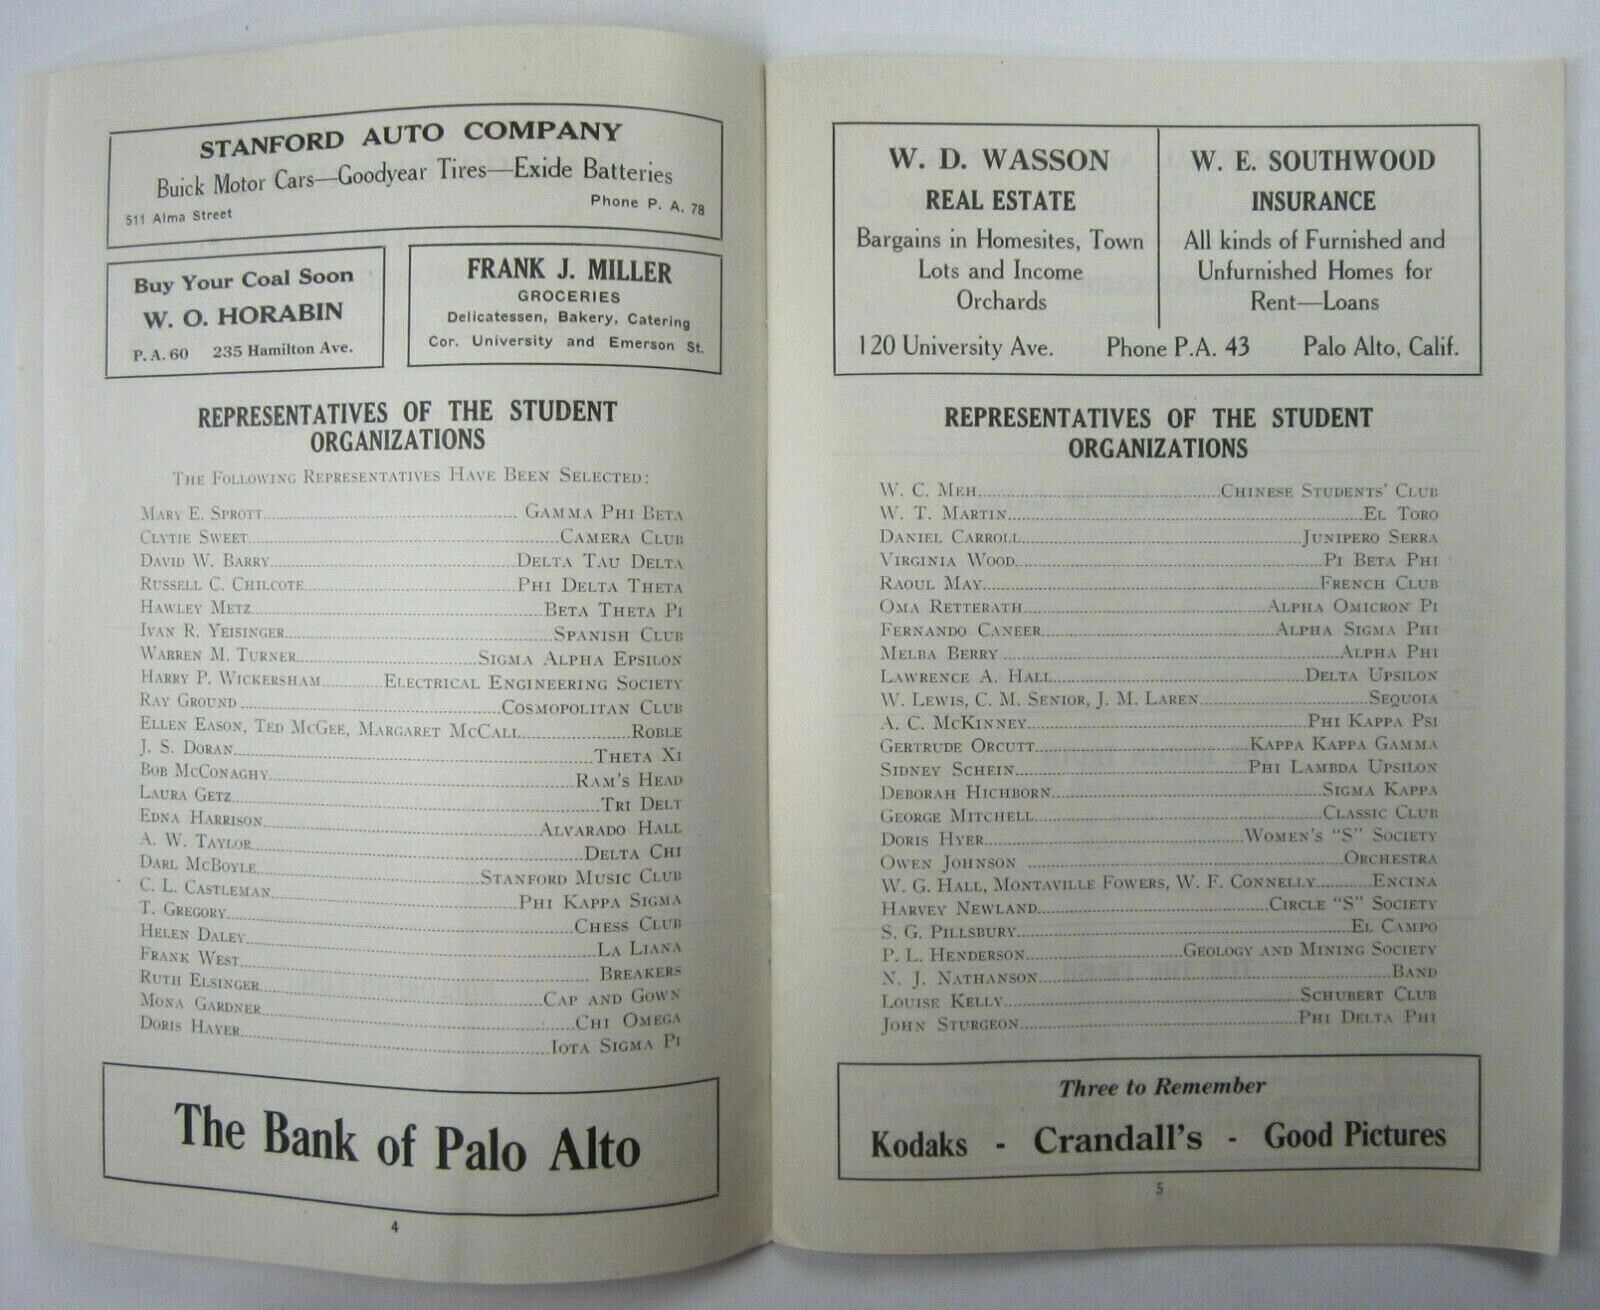 STANFORD AUTO COMPANY
Buick Motor Cars—Goodyear Tires—Exide Batteries
511 Alma Street Phone P. A. 78
Buy Your Coal Soon
W. O. HORABIN
P. A. 60 235 Hamilton Ave.
FRANK J. MILLER
GROCERIES
Delicatessen, Bakery, Catering
Cor. University and Emerson St.
REPRESENTATIVES OF THE STUDENT
ORGANIZATIONS
The Following Representatives Have Been Selected:
Mary E. Sprott Gamma Phi Beta
Clytie Sweet Camera Club
David W. Barry Delta Tau Delta
Russell C. Chilcote Phi Delta Theta
Hawley Metz Beta Theta Pi
Ivan R. Yeisinger Spanish Club
Warren M. Turner Sigma Alpha Epsilon
Harry P. Wickersham Electrical Engineering Society
Ray Ground Cosmopolitan Club
Ellen Eason, Ted McGee, Margaret McCall Roble
J. S. Doran Theta Xi
Bob McConaghy Ram's Head
Laura Getz Tri Delt
Edna Harrison Alvarado Hall
A. W. Taylor Delta Chi
Darl McBoyle Stanford Music Club
C. L. Castleman Phi Kappa Sigma
T. Gregory Chess Club
Helen Daley La Liana
Frank West Breakers
Ruth Elsinger Cap and Gown
Mona Gardner Chi Omega
Doris Hayer Iota Sigma Pi
The Bank of Palo Alto
4
W. D. WASSON
REAL ESTATE
Bargains in Homesites, Town
Lots and Income
Orchards
W. E. SOUTHWOOD
INSURANCE
All kinds of Furnished and
Unfurnished Homes for
Rent—Loans
120 University Ave. Phone P.A. 43 Palo Alto, Calif.
REPRESENTATIVES OF THE STUDENT
ORGANIZATIONS
W. C. Meh Chinese Students' Club
W. T. Martin El Toro
Daniel Carroll Junipero Serra
Virginia Wood Pi Beta Phi
Raoul May French Club
Oma Retterath Alpha Omicron Pi
Fernando Caneer Alpha Sigma Phi
Melba Berry Alpha Phi
Lawrence A. Hall Delta Upsilon
W. Lewis, C. M. Senior, J. M. Laren Sequoia
A. C. McKinney Phi Kappa Psi
Gertrude Orcutt Kappa Kappa Gamma
Sidney Schein Phi Lambda Upsilon
Deborah Hichborn Sigma Kappa
George Mitchell Classic Club
Doris Hyer Women's "S" Society
Owen Johnson Orchestra
W. G. Hall, Montaville Fowers, W. F. Connelly Encina
Harvey Newland Circle "S" Society
S. G. Pillsbury El Campo
P. L. Henderson Geology and Mining Society
N. J. Nathanson Band
Louise Kelly Schubert Club
John Sturgeon Phi Delta Phi
Three to Remember
Kodaks - Crandall's - Good Pictures
5